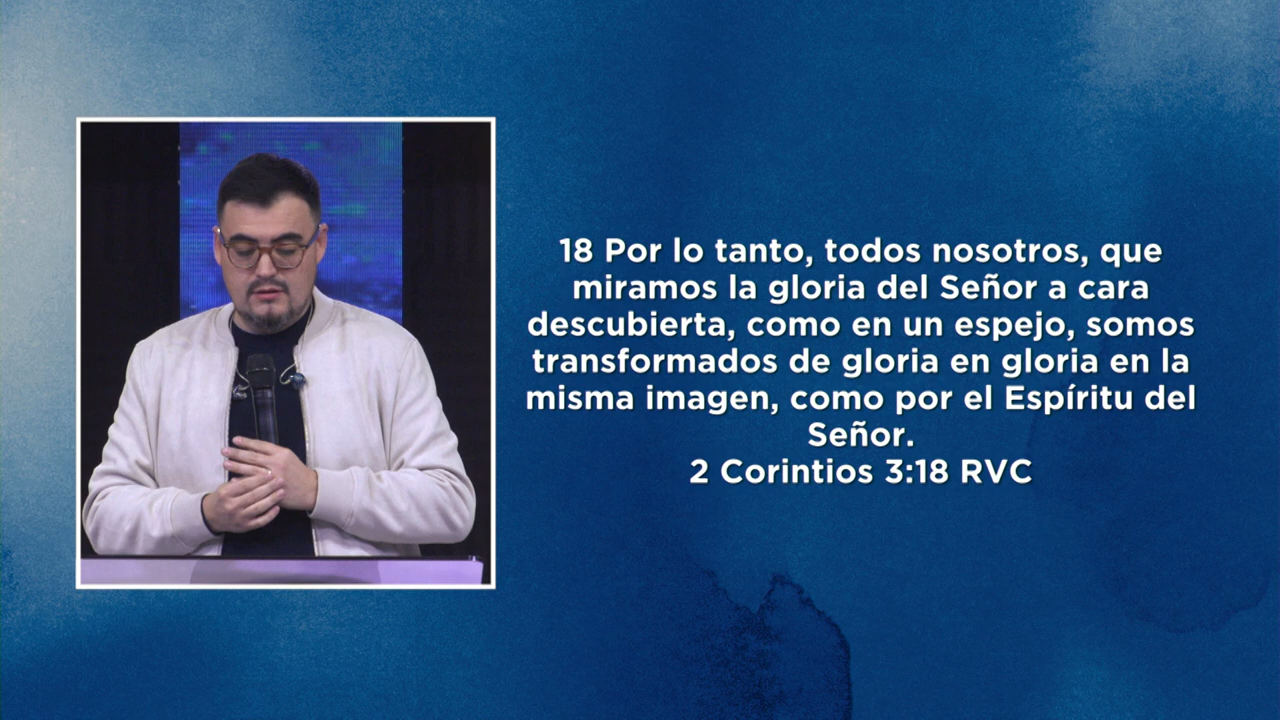 18 Por lo tanto, todos nosotros, que
miramos la gloria del Señor a cara
descubierta, como en un espejo, somos
transformados de gloria en gloria en la
misma imagen, como por el Espíritu del
Señor.
2 Corintios 3:18 RVC